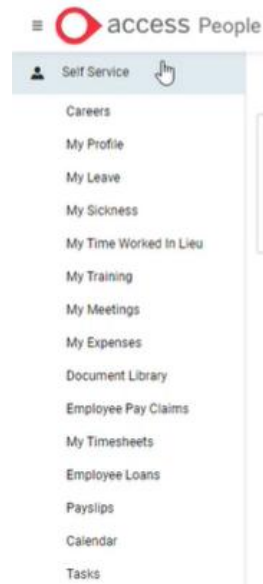 access People
Self Service
Careers
My Profile
My Leave
My Sickness
My Time Worked In Lieu
My Training
My Meetings
My Expenses
Document Library
Employee Pay Claims
My Timesheets
Employee Loans
Payslips
Calendar
Tasks